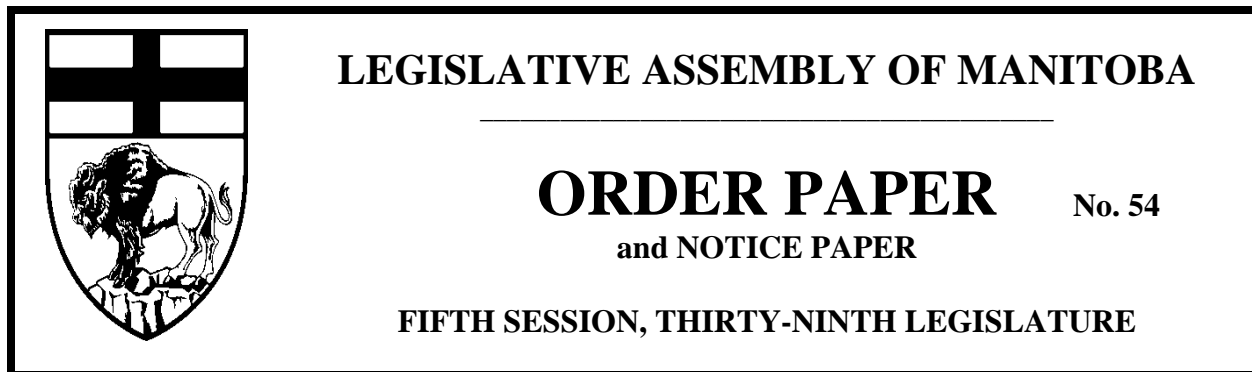 LEGISLATIVE ASSEMBLY OF MANITOBA
ORDER PAPER No. 54
and NOTICE PAPER
FIFTH SESSION, THIRTY-NINTH LEGISLATURE